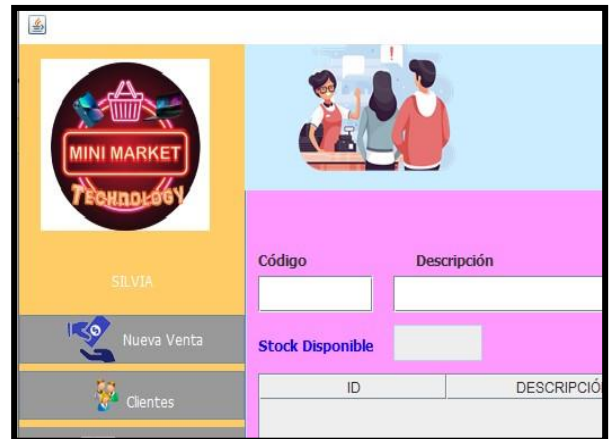 MINI MARKET
TECHNOLOGY
SILVIA
Nueva Venta
Clientes
Código Descripción
Stock Disponible
ID DESCRIPCIÓ
!